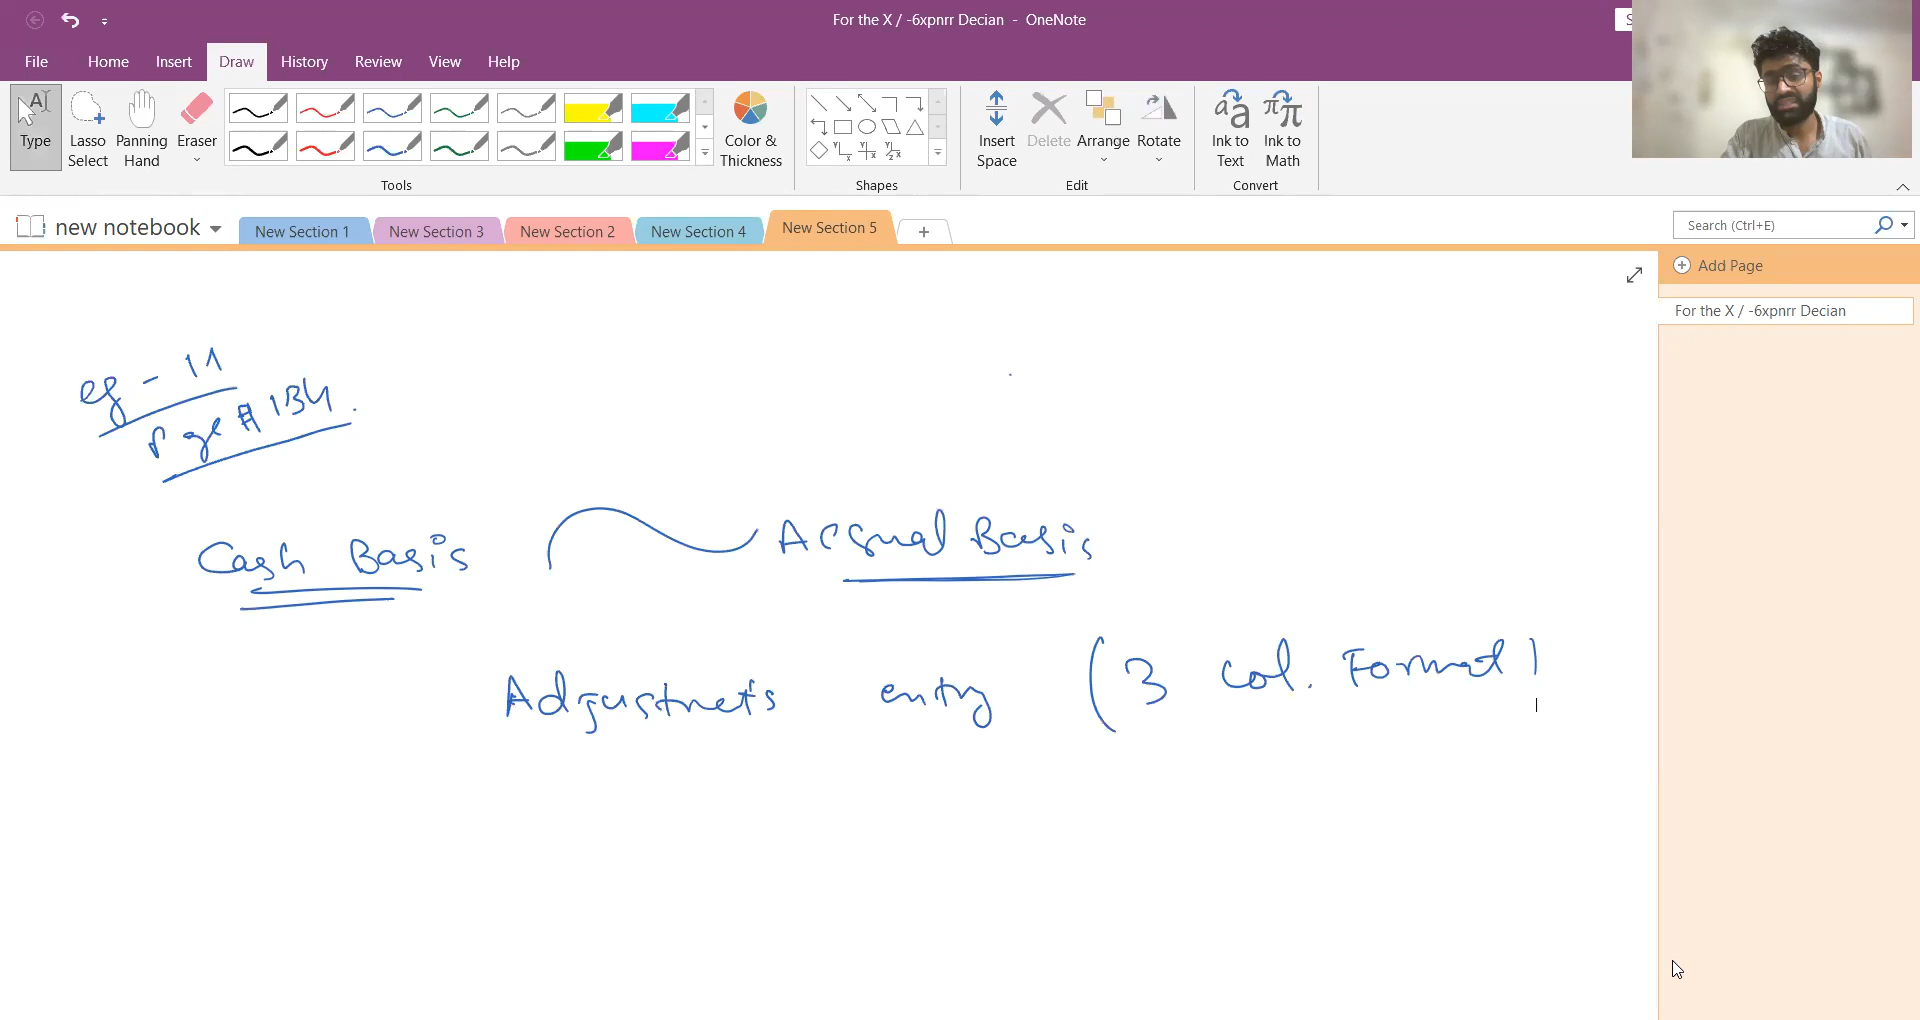 For the X / -6xpnrr Decian - OneNote
File Home Insert Draw History Review View Help
Type
Lasso Select
Panning Hand
Eraser
Color & Thickness
Insert Space
Delete
Arrange
Rotate
Ink to Text
Ink to Math
Tools Shapes Edit Convert
new notebook
New Section 1 New Section 3 New Section 2 New Section 4 New Section 5 +
Search (Ctrl+E)
Add Page
For the X / -6xpnrr Decian
eg - 11
Page # 134.
Cash Basis Accrual Basis
Adjustnets entry (3 col. Format)